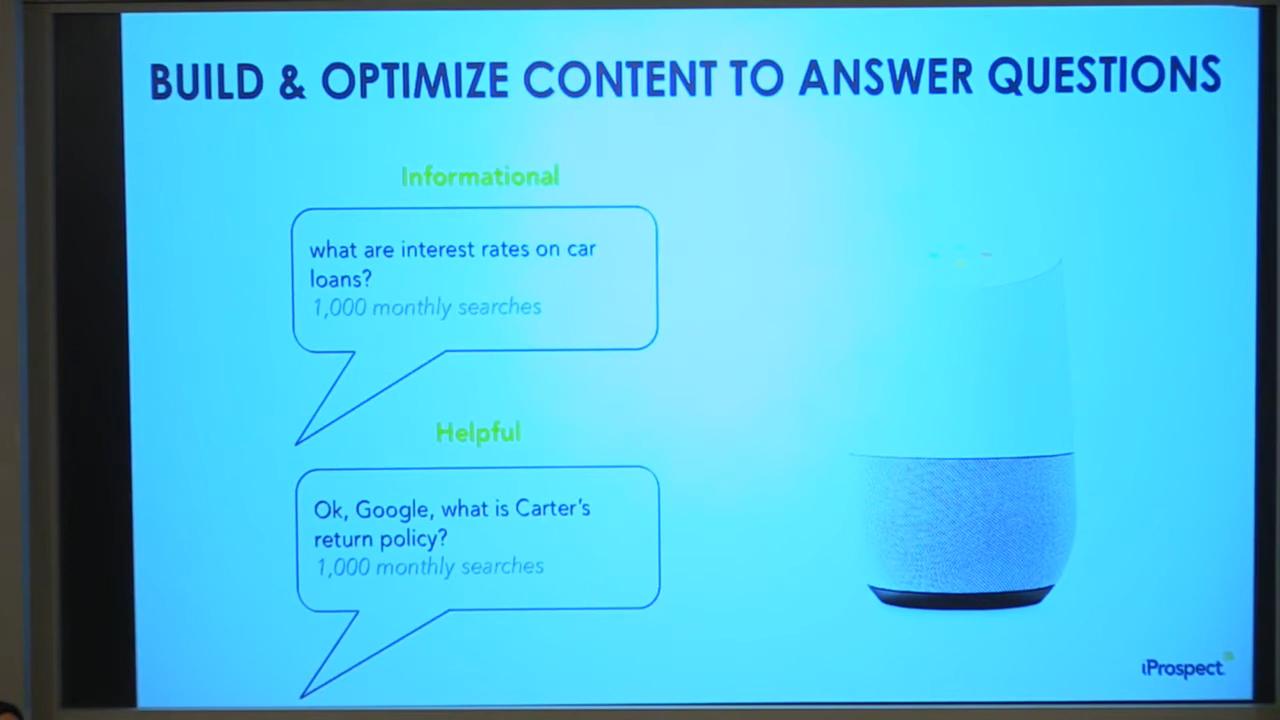 BUILD & OPTIMIZE CONTENT TO ANSWER QUESTIONS
Informational
what are interest rates on car
loans?
1,000 monthly searches
Helpful
Ok, Google, what is Carter's
return policy?
1,000 monthly searches
iProspect